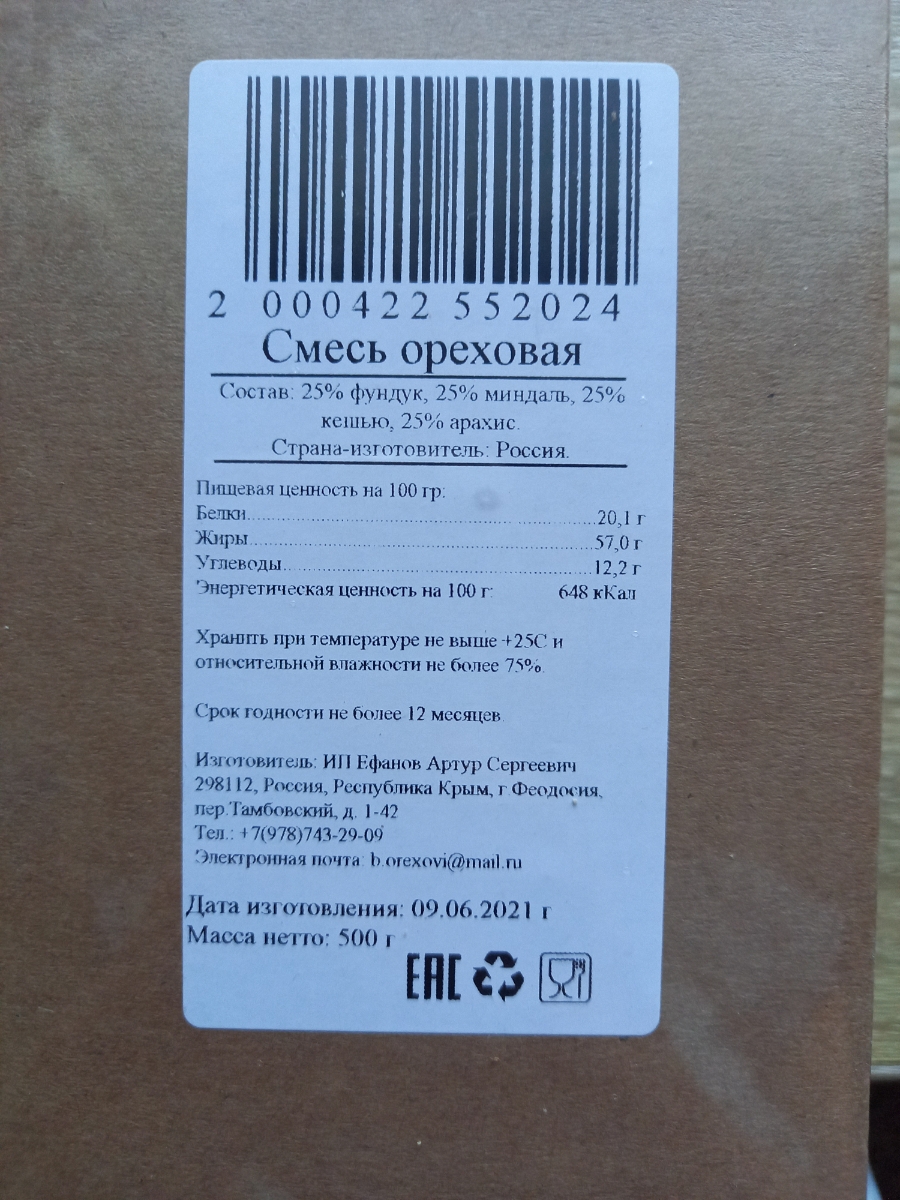 2 000422 552024
Смесь ореховая
Состав: 25% фундук, 25% миндаль, 25%
кешью, 25% арахис.
Страна-изготовитель: Россия.
Пищевая ценность на 100 гр:
Белки......................................................20,1 г
Жиры......................................................57,0 г
Углеводы................................................12,2 г
Энергетическая ценность на 100 г: 648 кКал
Хранить при температуре не выше +25С и
относительной влажности не более 75%.
Срок годности не более 12 месяцев.
Изготовитель: ИП Ефанов Артур Сергеевич
298112, Россия, Республика Крым, г.Феодосия,
пер.Тамбовский, д. 1-42
Тел.: +7(978)743-29-09
Электронная почта: b.orexovi@mail.ru
Дата изготовления: 09.06.2021 г
Масса нетто: 500 г
ЕАС